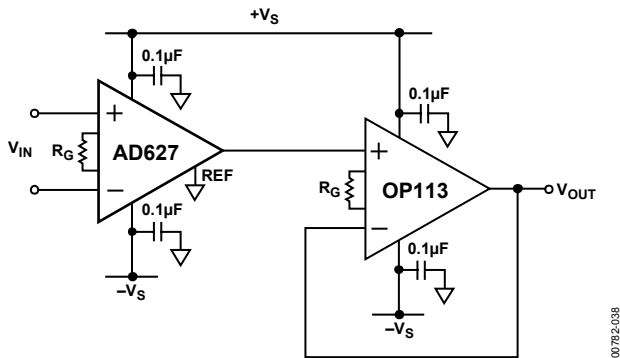 +VS
0.1µF
0.1µF
+
VIN
RG
AD627
–
REF
0.1µF
–VS
+
RG
OP113
–
VOUT
0.1µF
–VS
00782-038